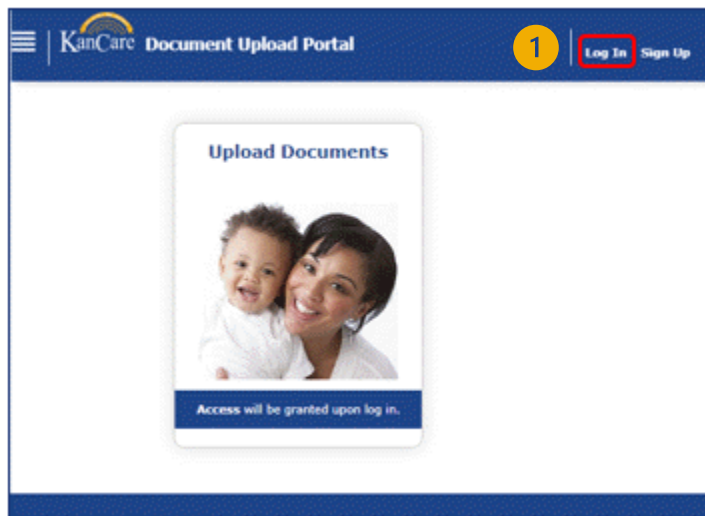 KanCare Document Upload Portal
1
Log In Sign Up
Upload Documents
Access will be granted upon log in.